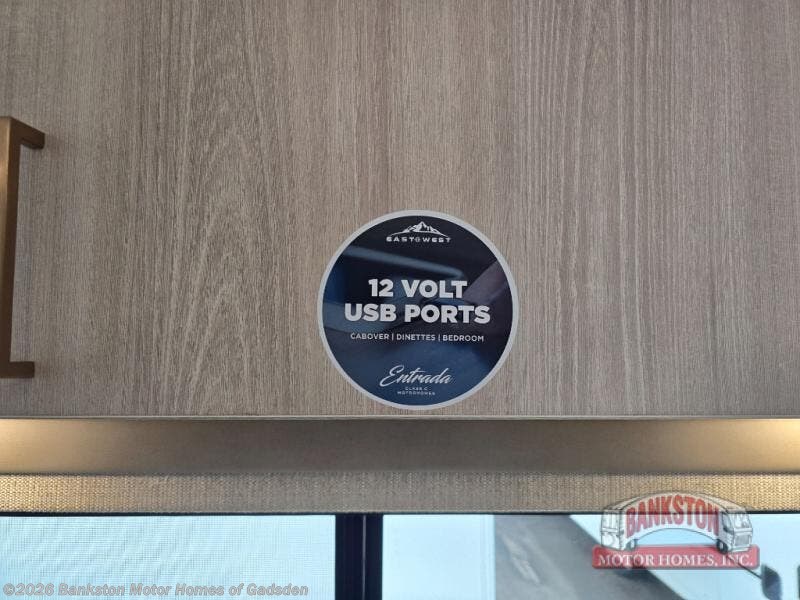 EAST TO WEST
12 VOLT
USB PORTS
CABOVER | DINETTES | BEDROOM
Entrada
CLASS C
MOTORHOMES
BANKSTON
MOTOR HOMES, INC.
©2026 Bankston Motor Homes of Gadsden